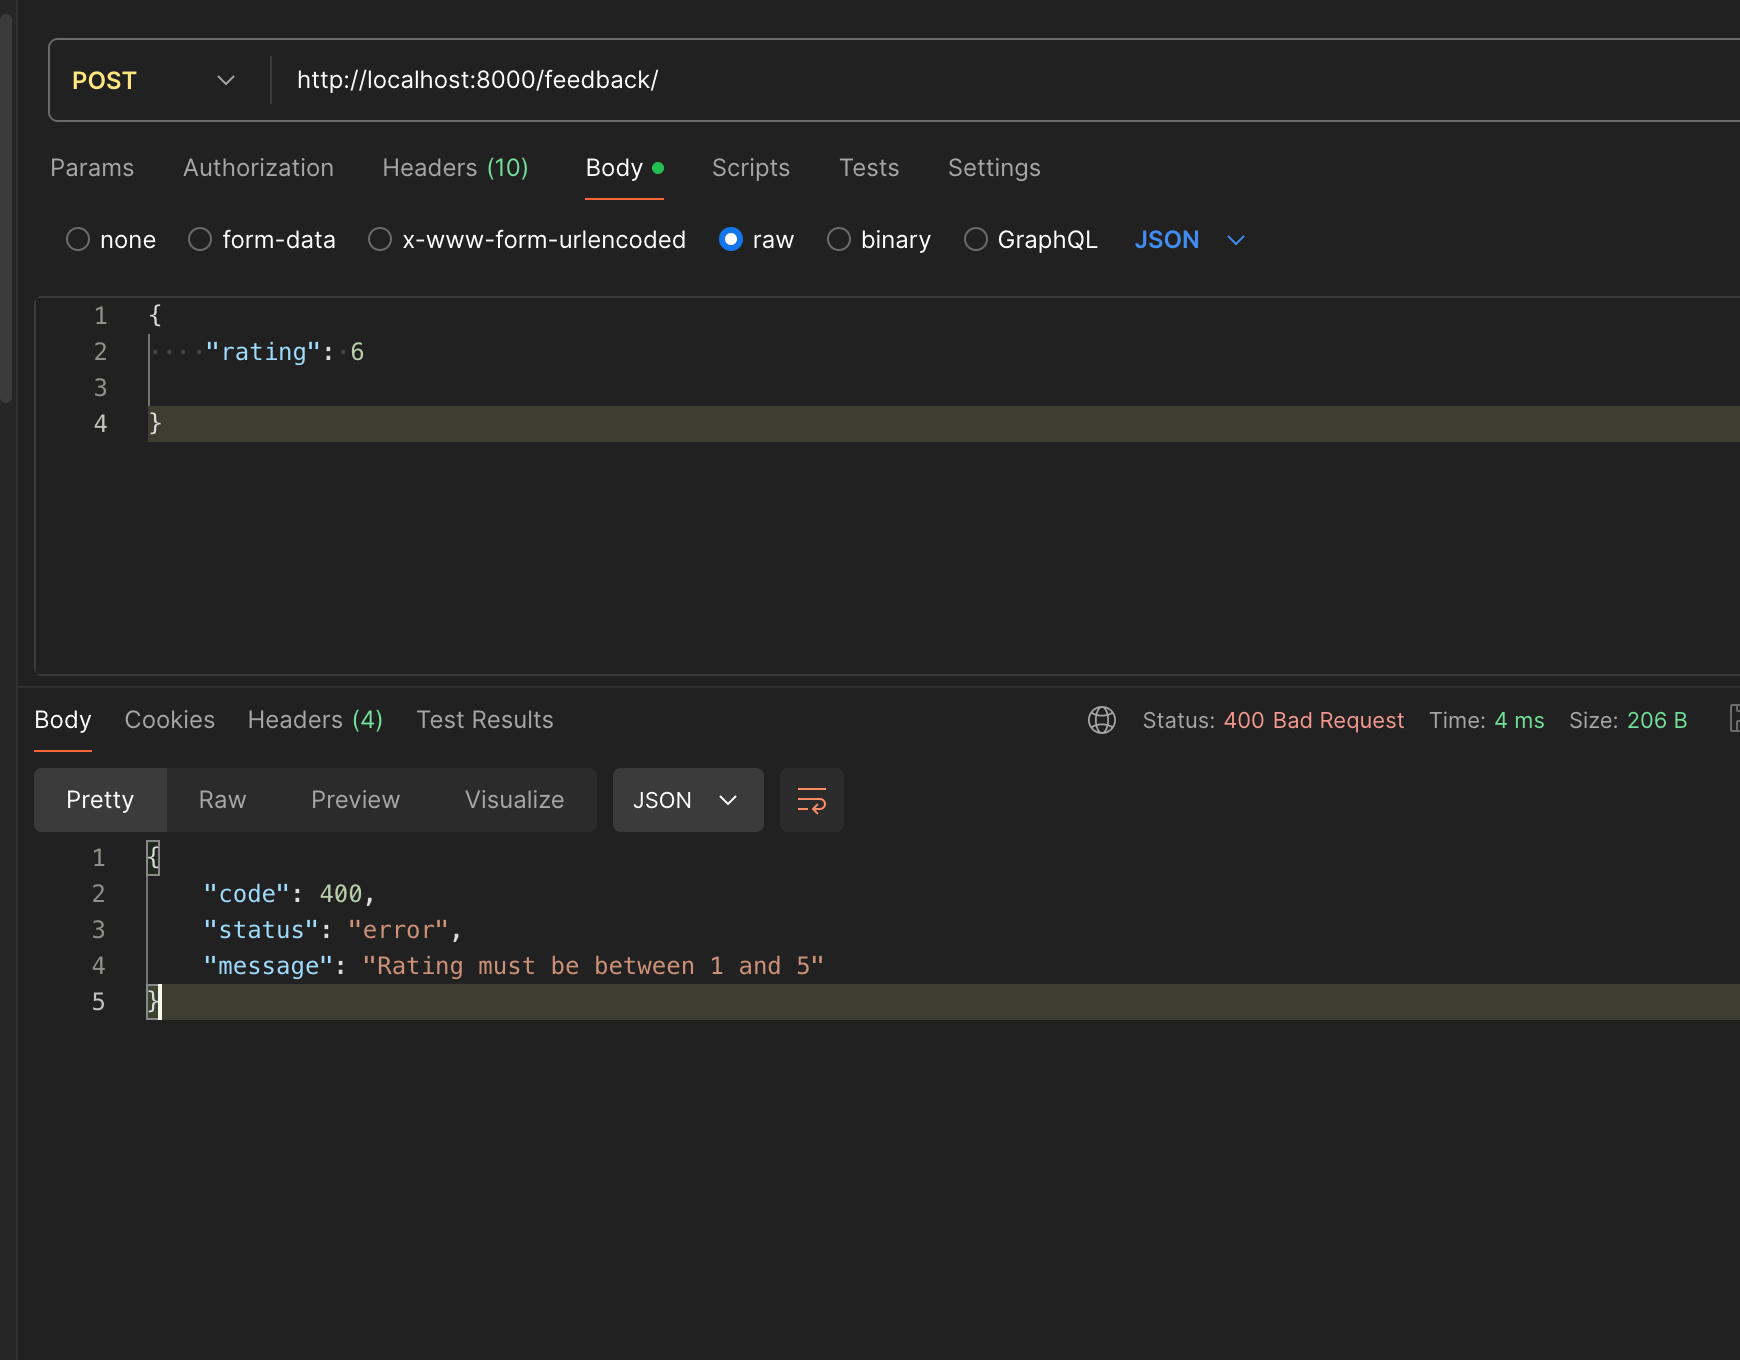 POST http://localhost:8000/feedback/
Params Authorization Headers (10) Body Scripts Tests Settings
none form-data x-www-form-urlencoded raw binary GraphQL JSON
1 {
2 "rating": 6
3
4 }
Body Cookies Headers (4) Test Results Status: 400 Bad Request Time: 4 ms Size: 206 B
Pretty Raw Preview Visualize JSON
1 {
2 "code": 400,
3 "status": "error",
4 "message": "Rating must be between 1 and 5"
5 }